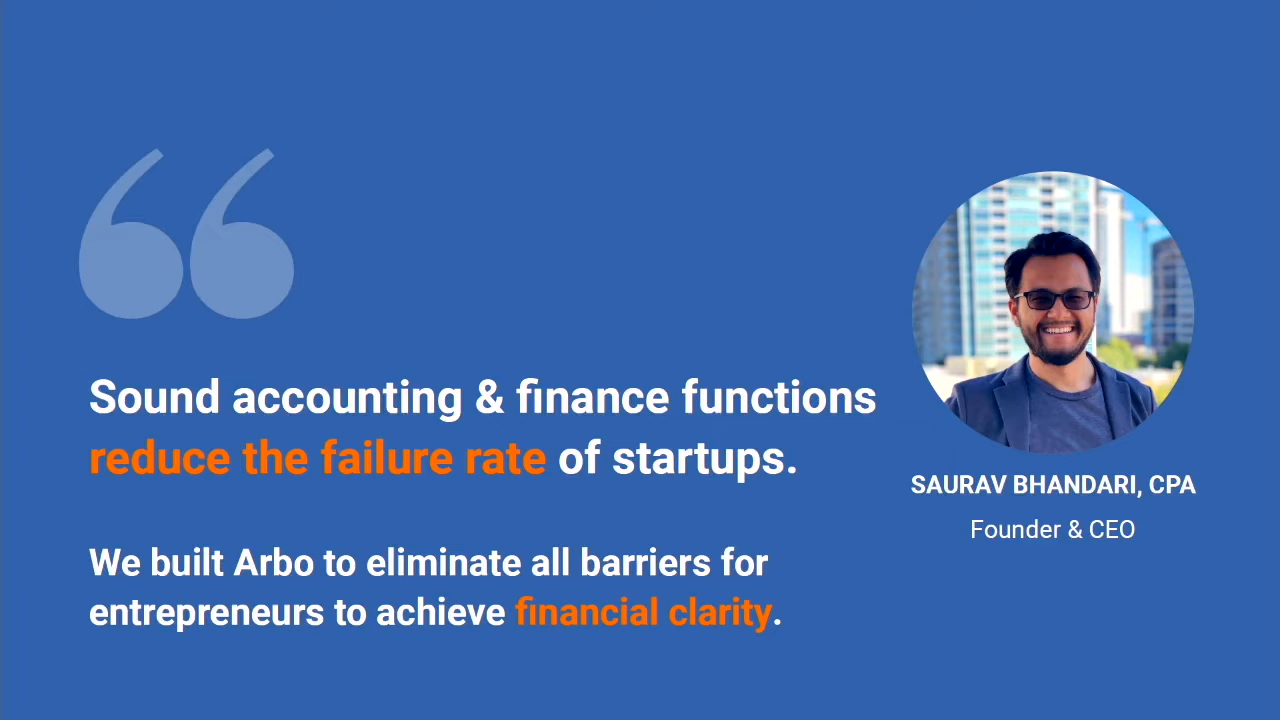 Sound accounting & finance functions
reduce the failure rate of startups.
We built Arbo to eliminate all barriers for
entrepreneurs to achieve financial clarity.
SAURAV BHANDARI, CPA
Founder & CEO